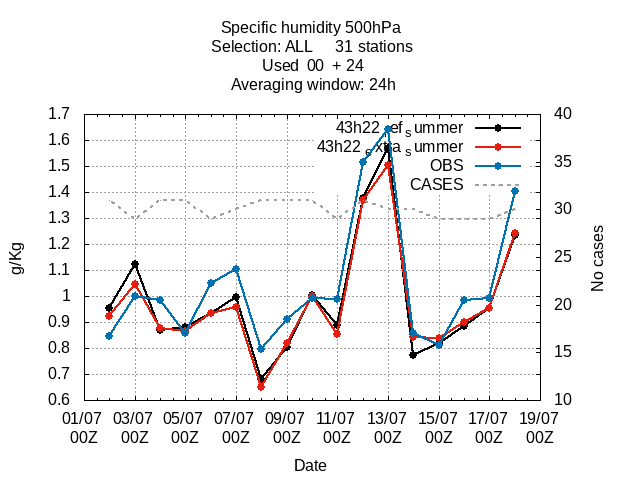 Specific humidity 500hPa
Selection: ALL 31 stations
Used 00 + 24
Averaging window: 24h
1.7
1.6
1.5
1.4
1.3
1.2
1.1
1
0.9
0.8
0.7
0.6
g/Kg
40
35
30
25
20
15
10
No cases
43h22 ef s ummer
43h22 e xtra s ummer
OBS
CASES
01/07 03/07 05/07 07/07 09/07 11/07 13/07 15/07 17/07 19/07
00Z 00Z 00Z 00Z 00Z 00Z 00Z 00Z 00Z 00Z
Date